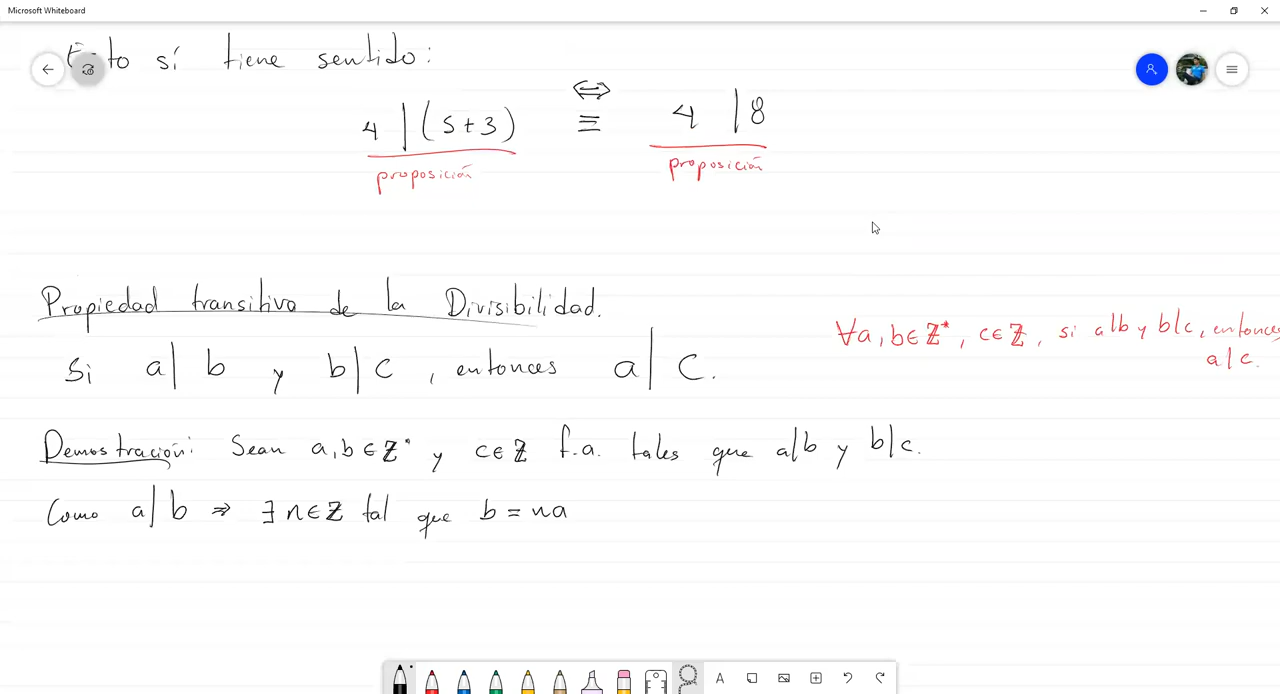 Microsoft Whiteboard
Esto sí tiene sentido:
4 | (5+3) ⇔ ≡ 4 | 8
proposición proposición
Propiedad transitiva de la Divisibilidad.
Si a | b y b | c , entonces a | c.
∀a, b ∈ ℤ*, c ∈ ℤ, si a|b y b|c, entonces
a|c.
Demostración: Sean a, b ∈ ℤ* y c ∈ ℤ f.a. tales que a|b y b|c.
Como a | b ⇒ ∃ n ∈ ℤ tal que b = na
A